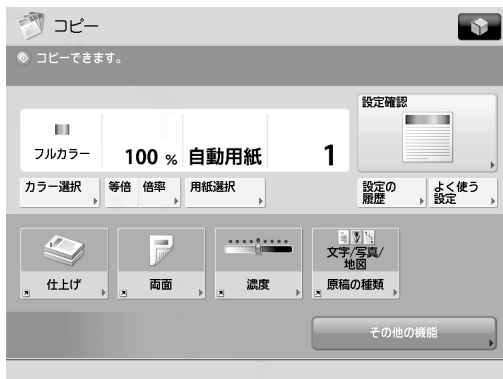 コピー
コピーできます。
設定確認
フルカラー
100 %
自動用紙
1
カラー選択
等倍
倍率
用紙選択
設定の
履歴
よく使う
設定
仕上げ
両面
濃度
文字/写真/
地図
原稿の種類
その他の機能